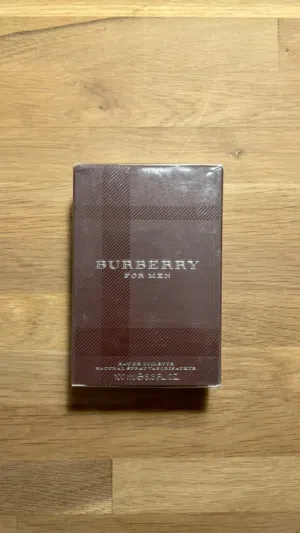 BURBERRY
FOR MEN
EAU DE TOILETTE
NATURAL SPRAY VAPORISATEUR
100 ml ℮ 3.3 FL.OZ.